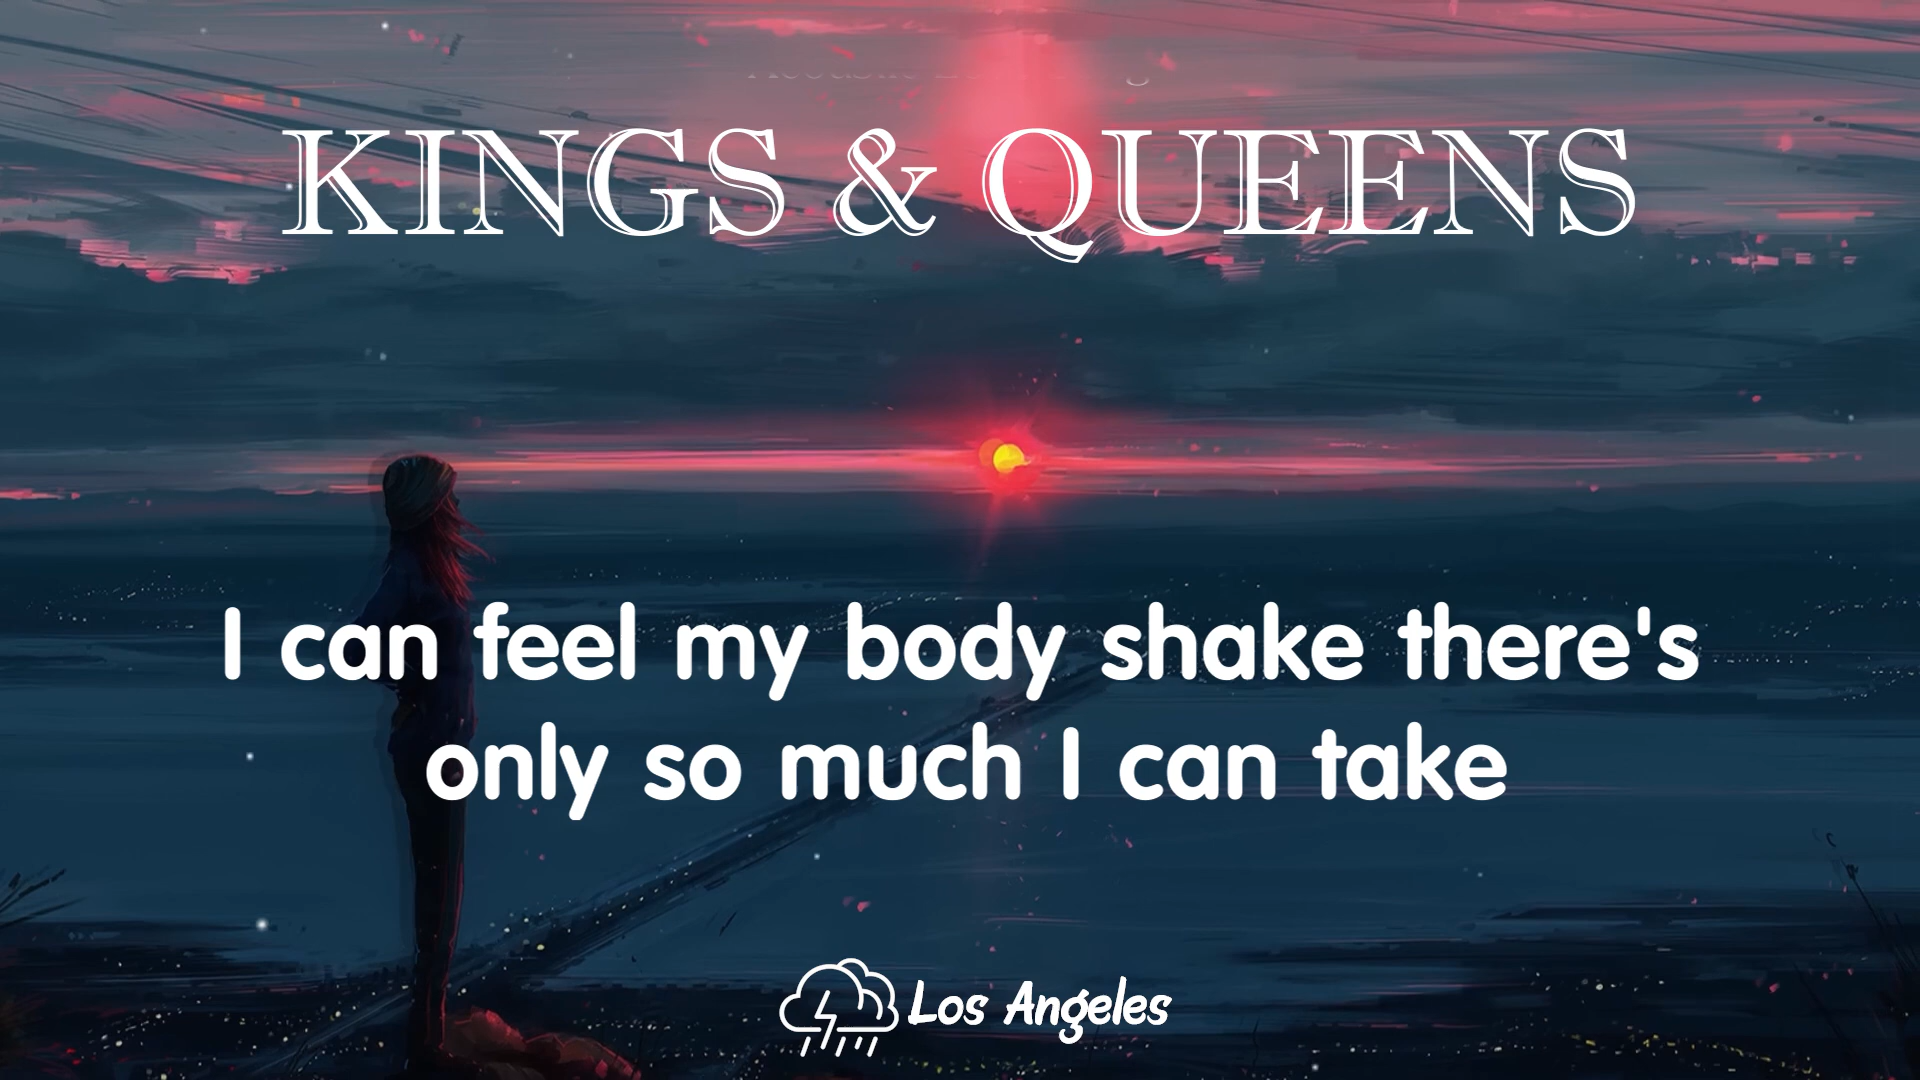 KINGS & QUEENS
I can feel my body shake there's
only so much I can take
Los Angeles